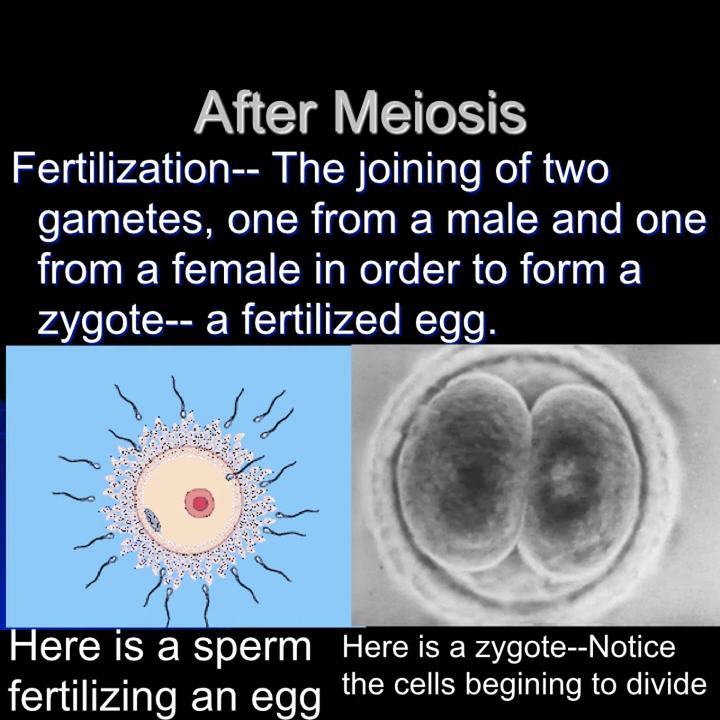 After Meiosis
Fertilization-- The joining of two
gametes, one from a male and one
from a female in order to form a
zygote-- a fertilized egg.
Here is a sperm
fertilizing an egg
Here is a zygote--Notice
the cells begining to divide